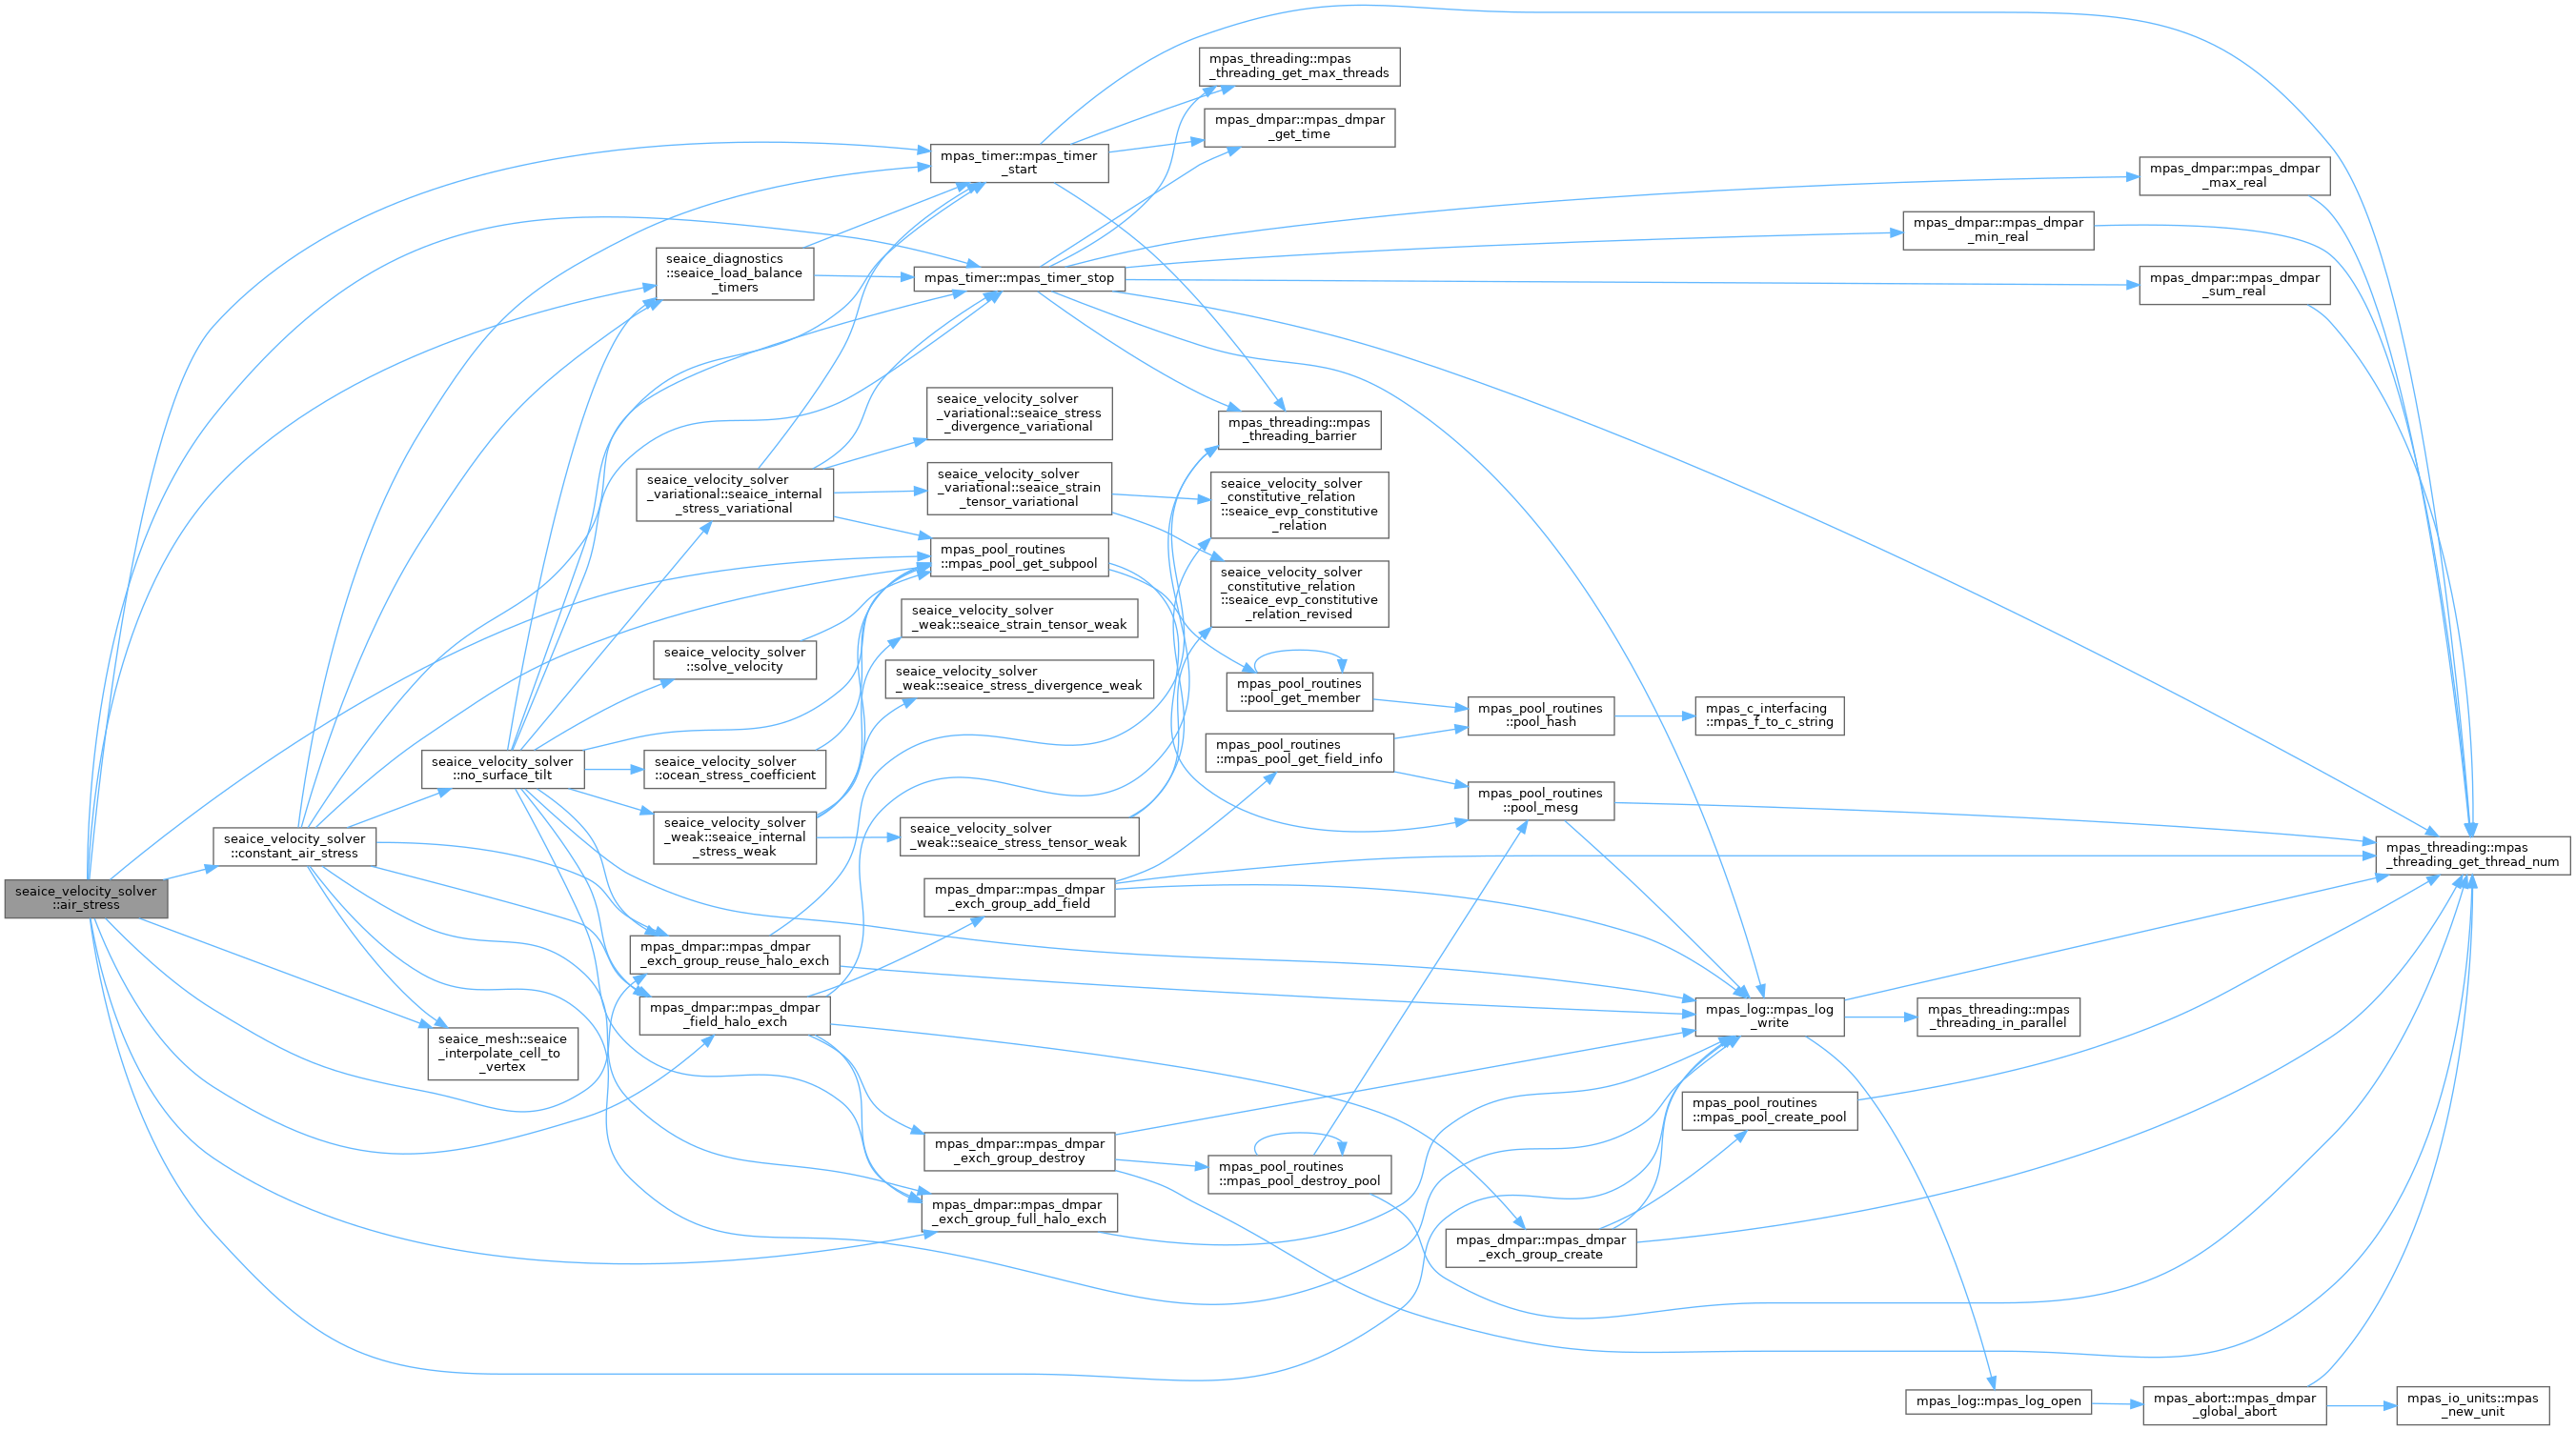 seaice_velocity_solver
::air_stress
seaice_velocity_solver
::constant_air_stress
seaice_velocity_solver
::no_surface_tilt
seaice_mesh::seaice
_interpolate_cell_to
_vertex
seaice_diagnostics
::seaice_load_balance
_timers
seaice_velocity_solver
_variational::seaice_internal
_stress_variational
seaice_velocity_solver
::solve_velocity
seaice_velocity_solver
::ocean_stress_coefficient
seaice_velocity_solver
_weak::seaice_internal
_stress_weak
mpas_dmpar::mpas_dmpar
_exch_group_reuse_halo_exch
mpas_dmpar::mpas_dmpar
_field_halo_exch
mpas_timer::mpas_timer
_start
mpas_timer::mpas_timer_stop
seaice_velocity_solver
_variational::seaice_stress
_divergence_variational
seaice_velocity_solver
_variational::seaice_strain
_tensor_variational
mpas_pool_routines
::mpas_pool_get_subpool
seaice_velocity_solver
_weak::seaice_strain_tensor_weak
seaice_velocity_solver
_weak::seaice_stress_divergence_weak
seaice_velocity_solver
_weak::seaice_stress_tensor_weak
mpas_dmpar::mpas_dmpar
_exch_group_add_field
mpas_dmpar::mpas_dmpar
_exch_group_destroy
mpas_dmpar::mpas_dmpar
_exch_group_full_halo_exch
mpas_threading::mpas
_threading_get_max_threads
mpas_dmpar::mpas_dmpar
_get_time
mpas_threading::mpas
_threading_barrier
seaice_velocity_solver
_constitutive_relation
::seaice_evp_constitutive
_relation
seaice_velocity_solver
_constitutive_relation
::seaice_evp_constitutive
_relation_revised
mpas_pool_routines
::pool_get_member
mpas_pool_routines
::mpas_pool_get_field_info
mpas_pool_routines
::mpas_pool_destroy_pool
mpas_pool_routines
::pool_hash
mpas_pool_routines
::pool_mesg
mpas_dmpar::mpas_dmpar
_exch_group_create
mpas_c_interfacing
::mpas_f_to_c_string
mpas_log::mpas_log
_write
mpas_pool_routines
::mpas_pool_create_pool
mpas_dmpar::mpas_dmpar
_min_real
mpas_threading::mpas
_threading_in_parallel
mpas_log::mpas_log_open
mpas_dmpar::mpas_dmpar
_max_real
mpas_dmpar::mpas_dmpar
_sum_real
mpas_abort::mpas_dmpar
_global_abort
mpas_threading::mpas
_threading_get_thread_num
mpas_io_units::mpas
_new_unit